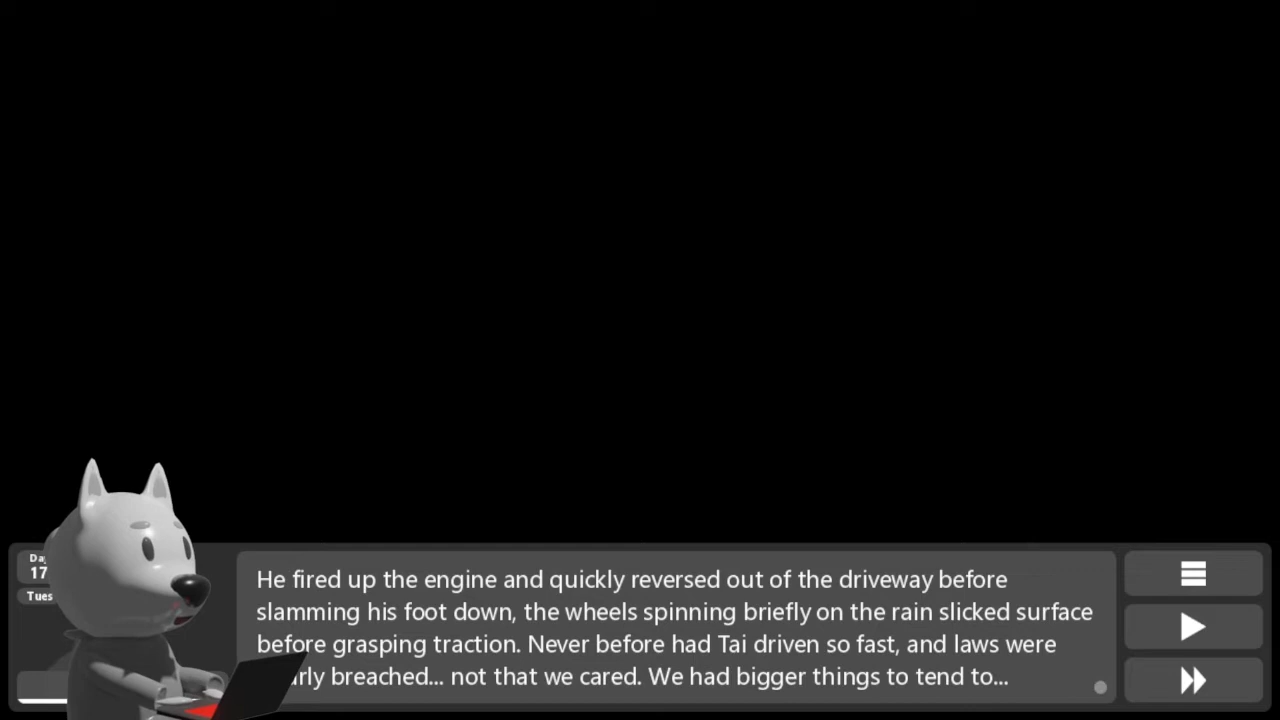 17
He fired up the engine and quickly reversed out of the driveway before
slamming his foot down, the wheels spinning briefly on the rain slicked surface
before grasping traction. Never before had Tai driven so fast, and laws were
breached... not that we cared. We had bigger things to tend to...